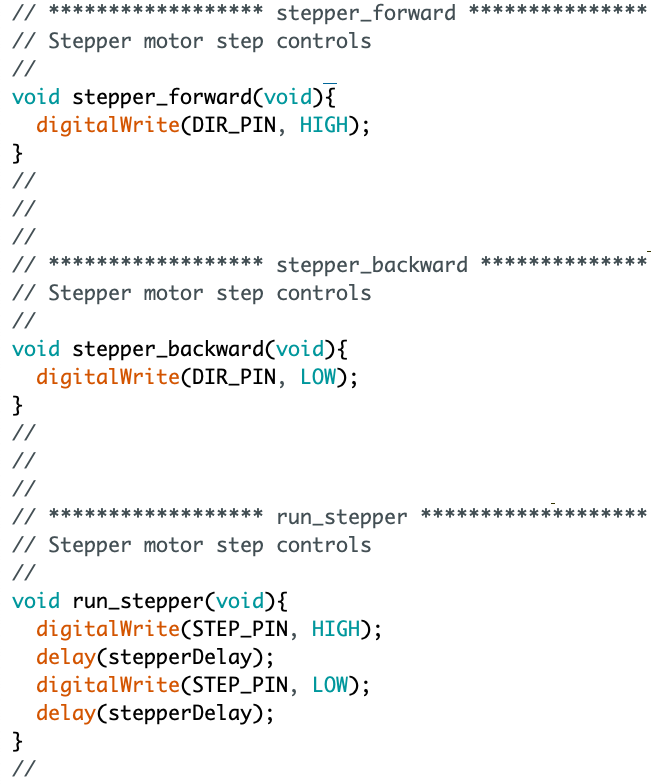 // ****************** stepper_forward ***************
// Stepper motor step controls
//
void stepper_forward(void){
  digitalWrite(DIR_PIN, HIGH);
}
//
//
//
// ****************** stepper_backward **************
// Stepper motor step controls
//
void stepper_backward(void){
  digitalWrite(DIR_PIN, LOW);
}
//
//
//
// ****************** run_stepper *******************
// Stepper motor step controls
//
void run_stepper(void){
  digitalWrite(STEP_PIN, HIGH);
  delay(stepperDelay);
  digitalWrite(STEP_PIN, LOW);
  delay(stepperDelay);
}
//